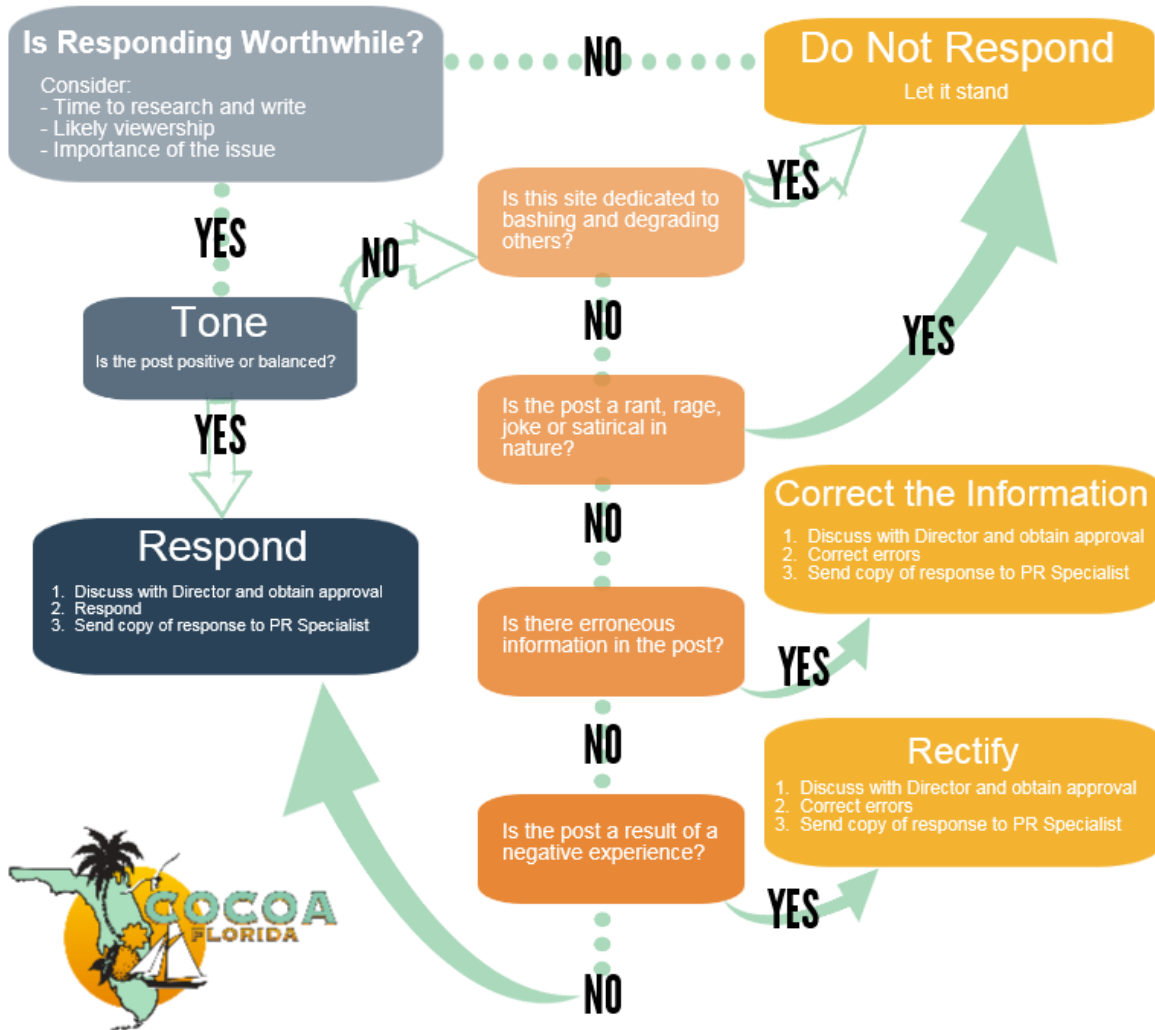 Is Responding Worthwhile?
Consider:
- Time to research and write
- Likely viewership
- Importance of the issue
NO
Do Not Respond
Let it stand
YES
Tone
Is the post positive or balanced?
NO
Is this site dedicated to
bashing and degrading
others?
YES
NO
YES
Respond
1. Discuss with Director and obtain approval
2. Respond
3. Send copy of response to PR Specialist
Is the post a rant, rage,
joke or satirical in
nature?
YES
NO
Is there erroneous
information in the post?
YES
Correct the Information
1. Discuss with Director and obtain approval
2. Correct errors
3. Send copy of response to PR Specialist
NO
Is the post a result of a
negative experience?
YES
Rectify
1. Discuss with Director and obtain approval
2. Correct errors
3. Send copy of response to PR Specialist
NO
COCOA
FLORIDA